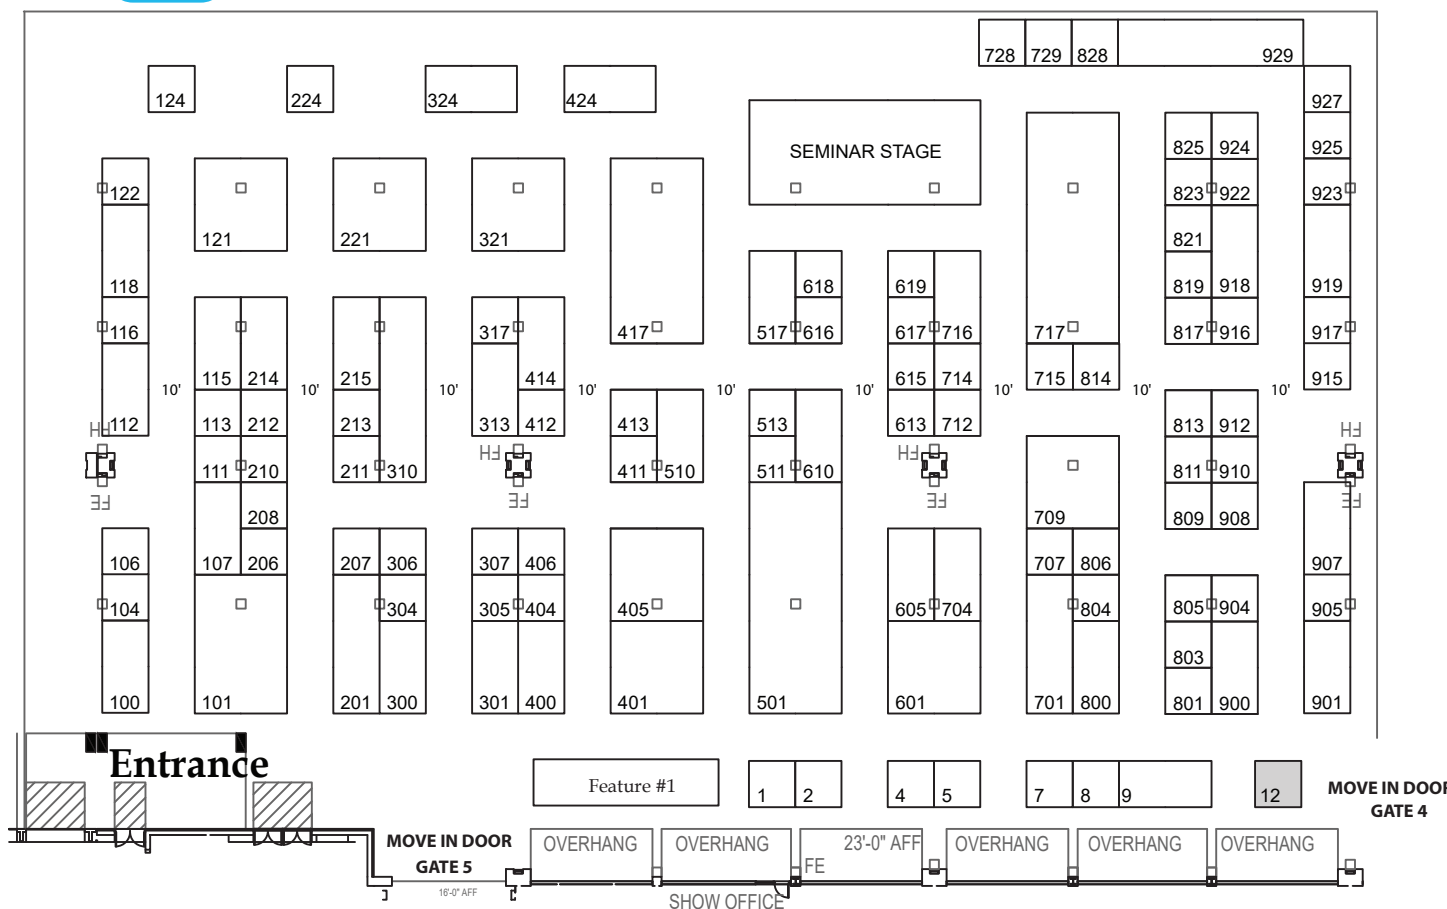 728 729 828 929
124 224 324 424 927
SEMINAR STAGE
825 924 925
122 823 922 923
121 221 321 821
118 618 619 819 918 919
116 317 417 517 616 617 716 717 817 916 917
10' 115 214 10' 215 10' 414 10' 10' 615 714 715 814 10' 10' 915
112 113 212 213 313 412 413 513 613 712 813 912
FH FH FH FH
111 210 211 310 411 510 511 610 811 910
FE FE FE FE
208 709 809 908
106 107 206 207 306 307 406 707 806 907
104 304 305 404 405 605 704 804 805 904 905
803
100 101 201 300 301 400 401 501 601 701 800 801 900 901
Entrance
Feature #1 1 2 4 5 7 8 9 12
MOVE IN DOOR
GATE 4
MOVE IN DOOR
GATE 5
16'-0" AFF
OVERHANG OVERHANG 23'-0" AFF OVERHANG OVERHANG OVERHANG
FE
SHOW OFFICE